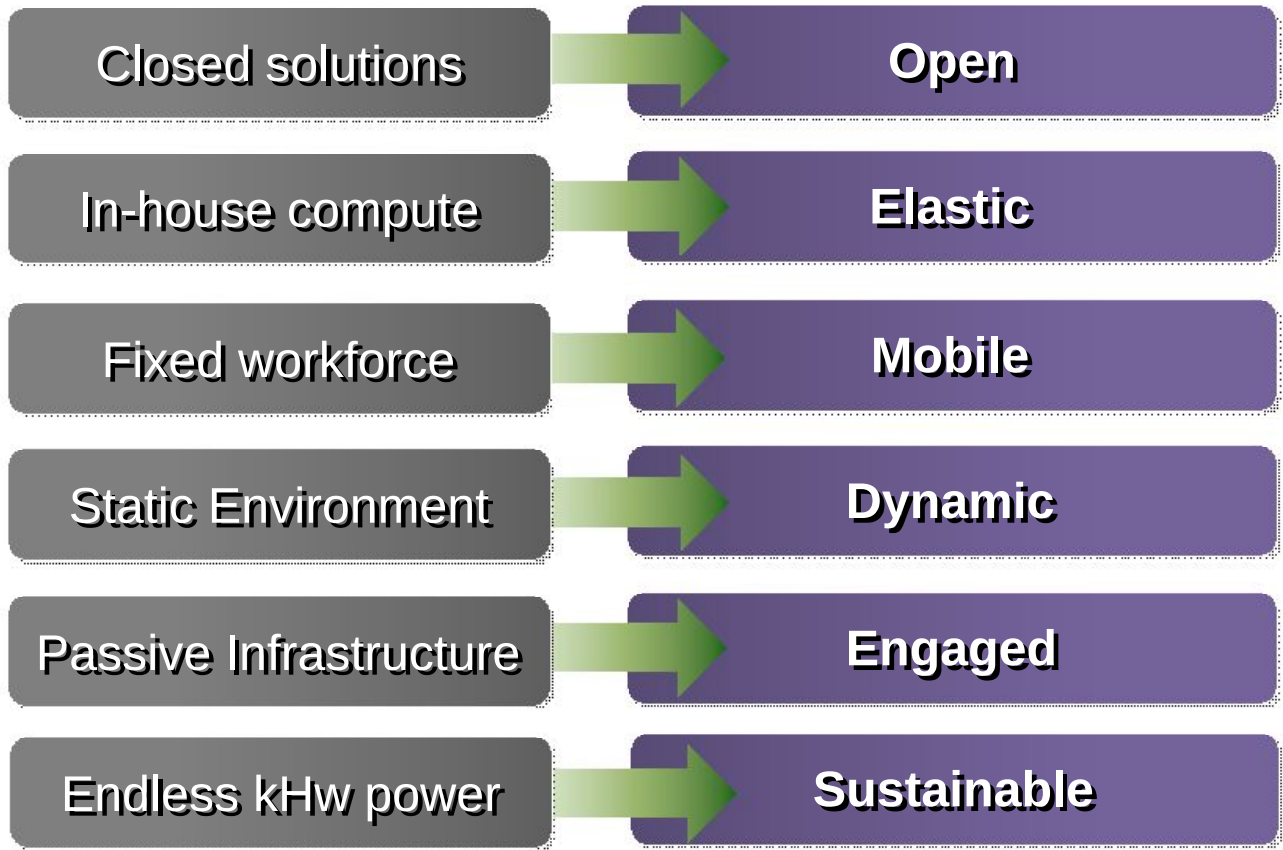 Closed solutions
Open
In-house compute
Elastic
Fixed workforce
Mobile
Static Environment
Dynamic
Passive Infrastructure
Engaged
Endless kHw power
Sustainable